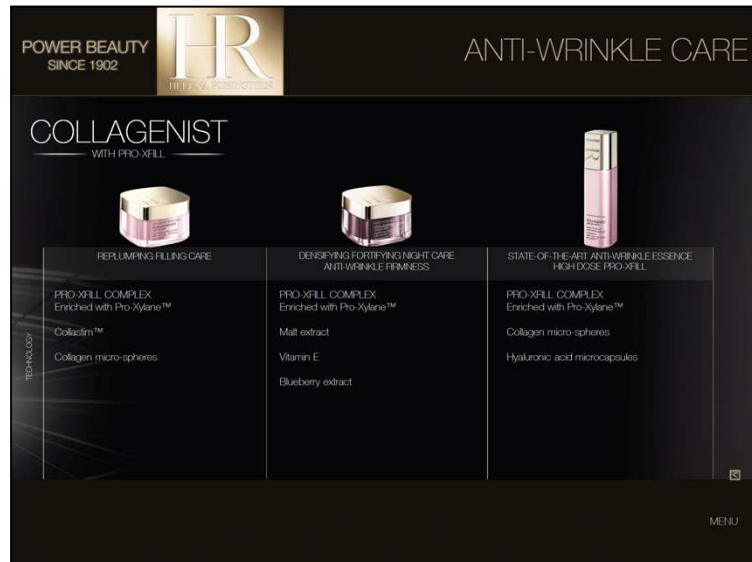 POWER BEAUTY
SINCE 1902
HR
HELENA RUBINSTEIN
ANTI-WRINKLE CARE
COLLAGENIST
WITH PRO-XFILL
REPLUMPING FILLING CARE
DENSIFYING FORTIFYING NIGHT CARE
ANTI-WRINKLE FIRMNESS
STATE-OF-THE-ART ANTI-WRINKLE ESSENCE
HIGH DOSE PRO-XFILL
TECHNOLOGY
PRO-XFILL COMPLEX
Enriched with Pro-Xylane™
Collastim™
Collagen micro-spheres
PRO-XFILL COMPLEX
Enriched with Pro-Xylane™
Malt extract
Vitamin E
Blueberry extract
PRO-XFILL COMPLEX
Enriched with Pro-Xylane™
Collagen micro-spheres
Hyaluronic acid microcapsules
MENU